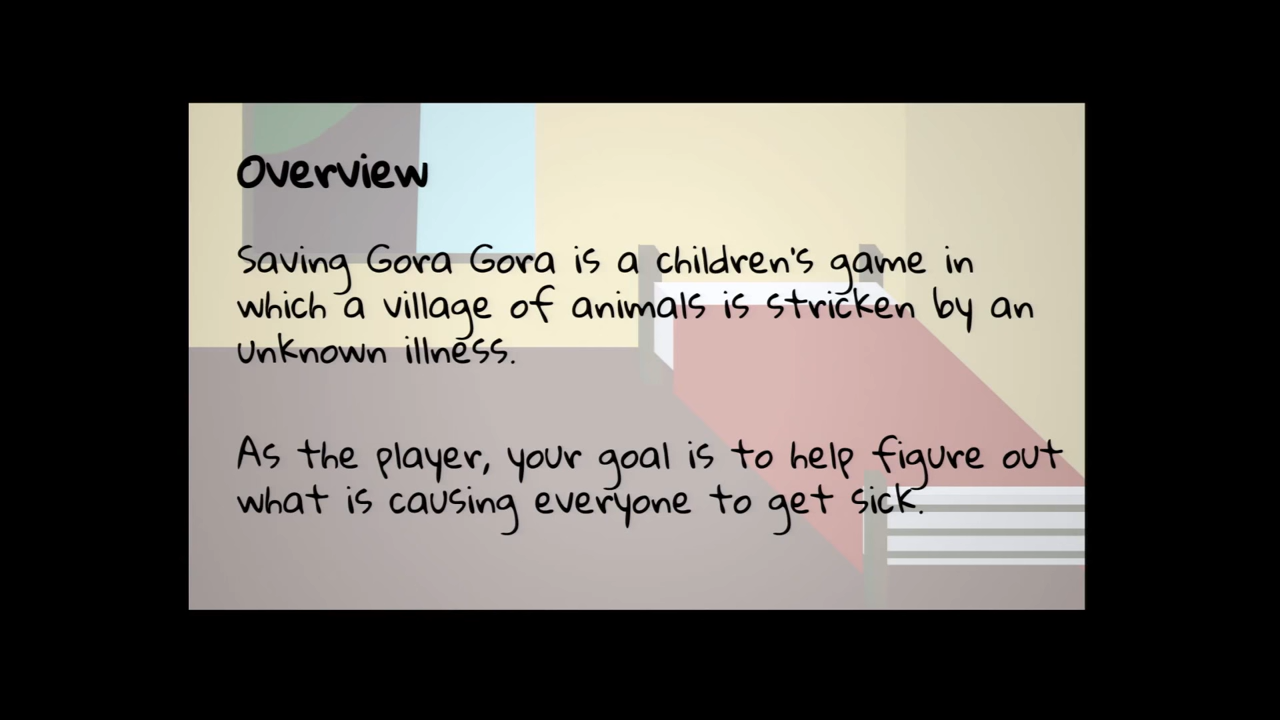 Overview
Saving Gora Gora is a children's game in
which a village of animals is stricken by an
unknown illness.
As the player, your goal is to help figure out
what is causing everyone to get sick.